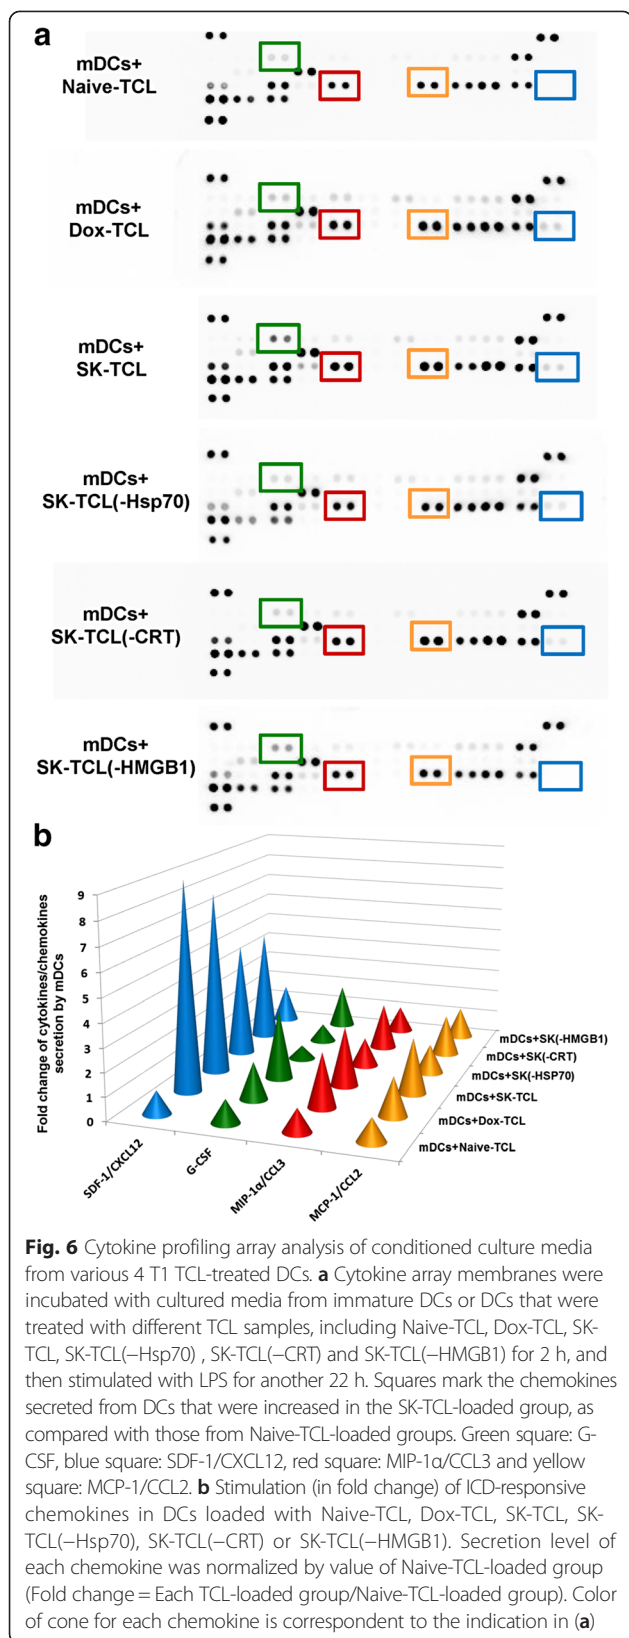 a
mDCs+
Naive-TCL
mDCs+
Dox-TCL
mDCs+
SK-TCL
mDCs+
SK-TCL(-Hsp70)
mDCs+
SK-TCL(-CRT)
mDCs+
SK-TCL(-HMGB1)
b
Fold change of cytokines/chemokines
secretion by mDCs
9
8
7
6
5
4
3
2
1
0
SDF-1/CXCL12
G-CSF
MIP-1α/CCL3
MCP-1/CCL2
mDCs+SK(-HMGB1)
mDCs+SK(-CRT)
mDCs+SK(-HSP70)
mDCs+SK-TCL
mDCs+Dox-TCL
mDCs+Naive-TCL
Fig. 6 Cytokine profiling array analysis of conditioned culture media
from various 4 T1 TCL-treated DCs. a Cytokine array membranes were
incubated with cultured media from immature DCs or DCs that were
treated with different TCL samples, including Naive-TCL, Dox-TCL, SK-
TCL, SK-TCL(−Hsp70) , SK-TCL(−CRT) and SK-TCL(−HMGB1) for 2 h, and
then stimulated with LPS for another 22 h. Squares mark the chemokines
secreted from DCs that were increased in the SK-TCL-loaded group, as
compared with those from Naive-TCL-loaded groups. Green square: G-
CSF, blue square: SDF-1/CXCL12, red square: MIP-1α/CCL3 and yellow
square: MCP-1/CCL2. b Stimulation (in fold change) of ICD-responsive
chemokines in DCs loaded with Naive-TCL, Dox-TCL, SK-TCL, SK-
TCL(−Hsp70), SK-TCL(−CRT) or SK-TCL(−HMGB1). Secretion level of
each chemokine was normalized by value of Naive-TCL-loaded group
(Fold change = Each TCL-loaded group/Naive-TCL-loaded group). Color
of cone for each chemokine is correspondent to the indication in (a)